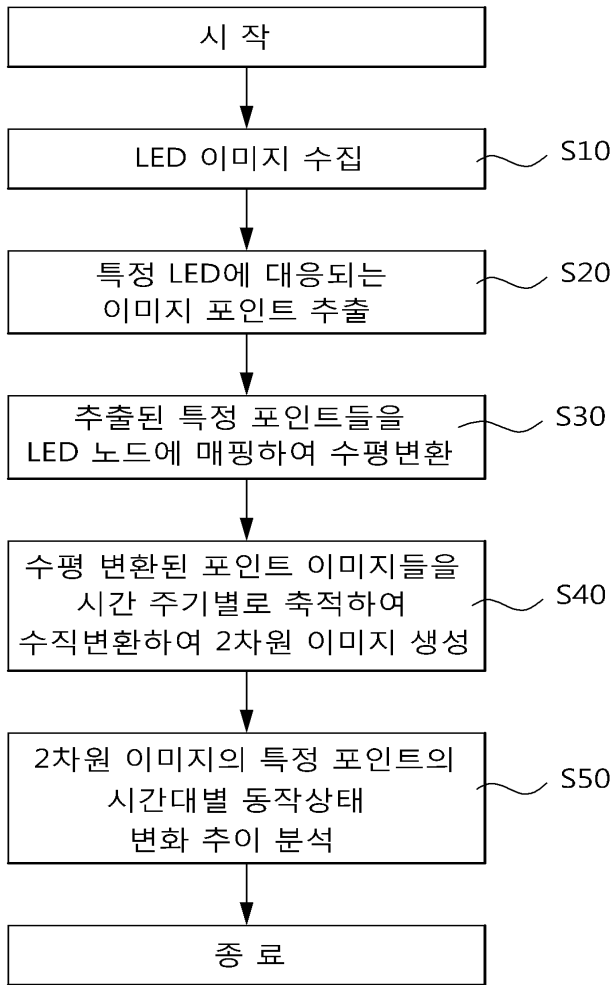 시 작
LED 이미지 수집
S10
특정 LED에 대응되는
이미지 포인트 추출
S20
추출된 특정 포인트들을
LED 노드에 매핑하여 수평변환
S30
수평 변환된 포인트 이미지들을
시간 주기별로 축적하여
수직변환하여 2차원 이미지 생성
S40
2차원 이미지의 특정 포인트의
시간대별 동작상태
변화 추이 분석
S50
종 료